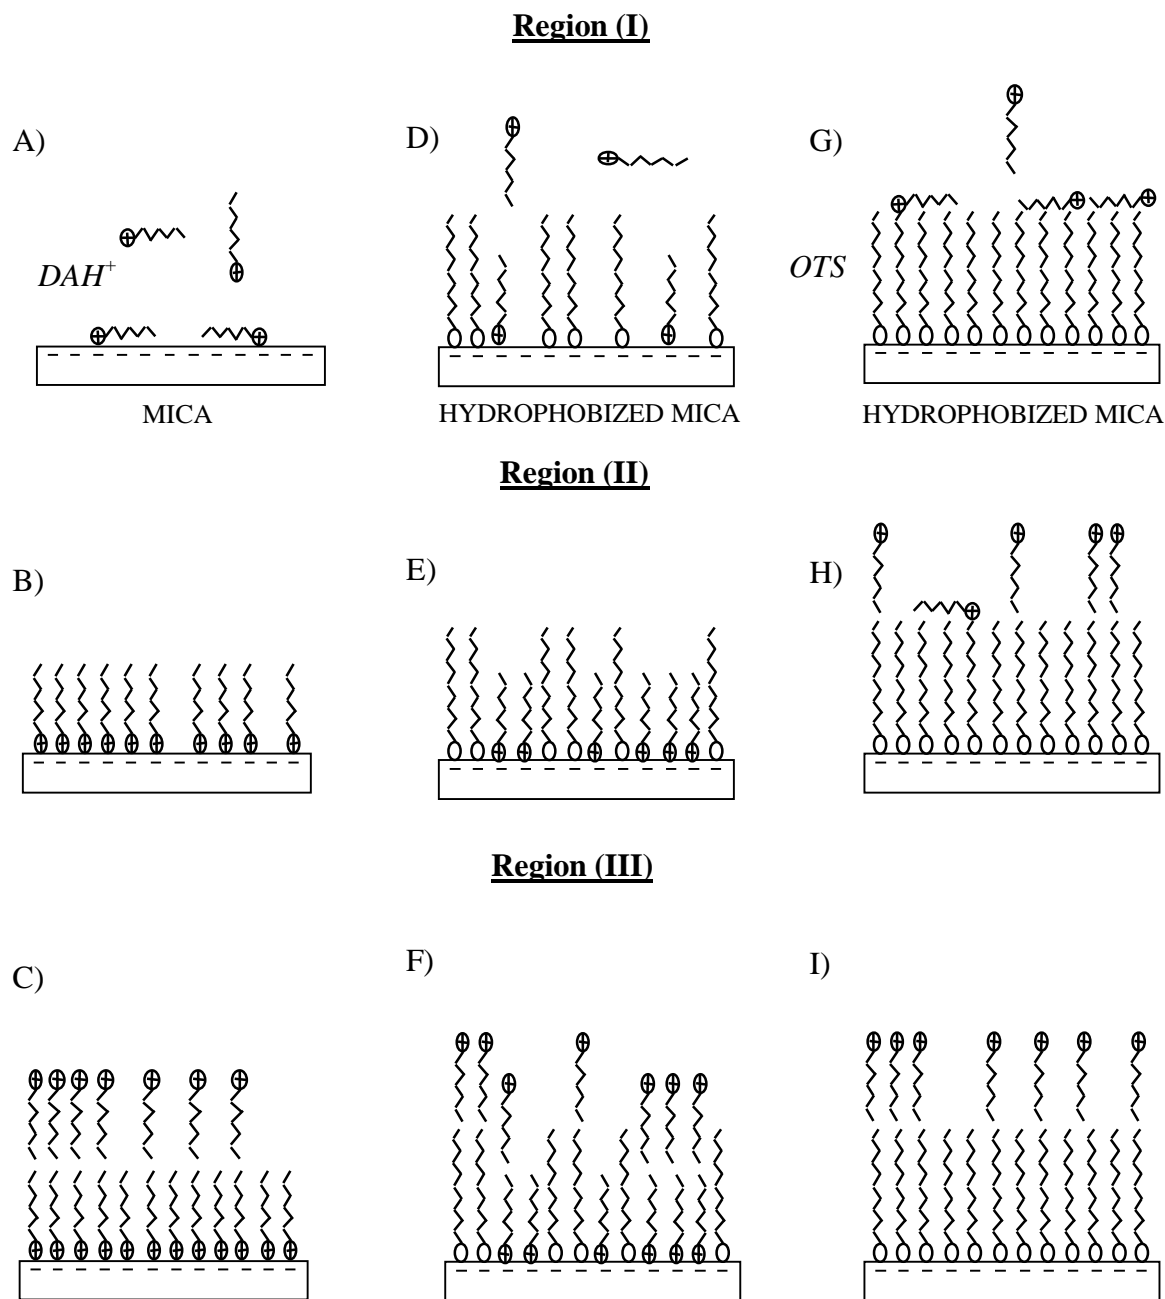 Region (I)
A)
D)
G)
DAH+
OTS
MICA
HYDROPHOBIZED MICA
HYDROPHOBIZED MICA
Region (II)
B)
E)
H)
Region (III)
C)
F)
I)